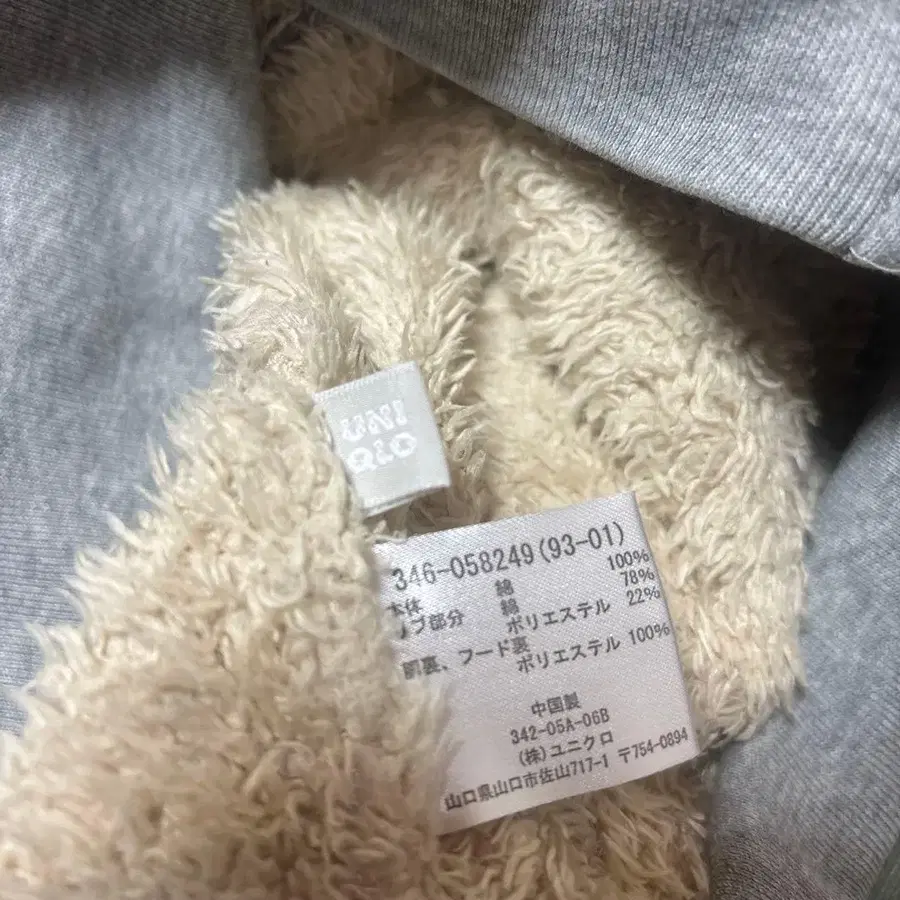 UNI
QLO
346-058249(93-01)
本体 綿 100%
リブ部分 綿 78%
ポリエステル 22%
胴裏、フード裏
ポリエステル 100%
中国製
342-05A-06B
(株)ユニクロ
山口県山口市佐山717-1 〒754-0894